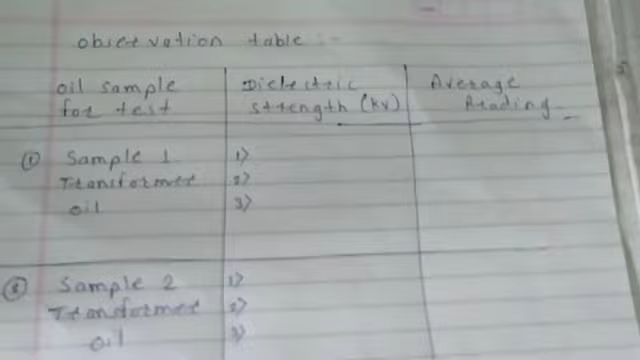 Observation table :-
Oil sample for test
Dielectric strength (kv)
Average Reading
① Sample 1 Transformer oil
1)
2)
3)
② Sample 2 Transformer oil
1)
2)
3)